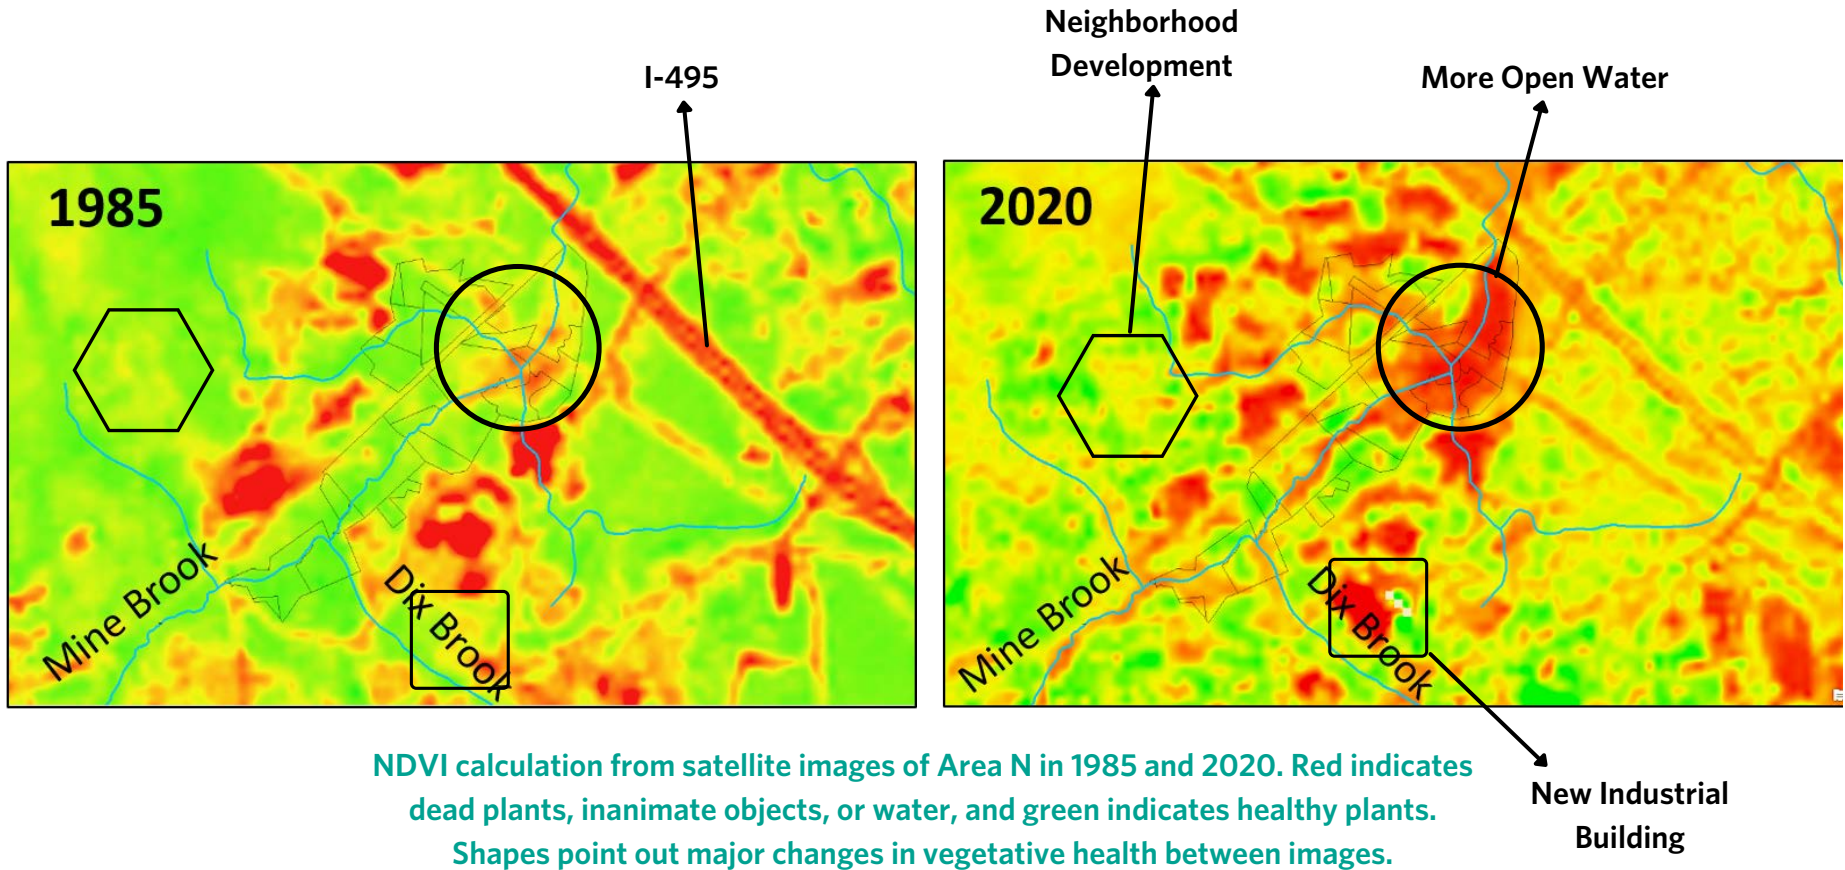 Neighborhood
Development
I-495
More Open Water
1985
2020
Mine Brook
Dix Brook
Mine Brook
Dix Brook
NDVI calculation from satellite images of Area N in 1985 and 2020. Red indicates
dead plants, inanimate objects, or water, and green indicates healthy plants.
Shapes point out major changes in vegetative health between images.
New Industrial
Building